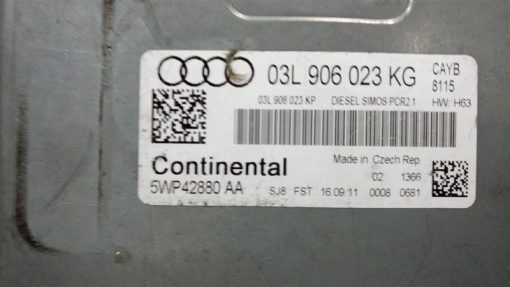 03L 906 023 KG CAYB
8115
03L 906 023 KP DIESEL SIMOS PCR2.1 HW: H63
Continental Made in Czech Rep
02 1366
5WP42880 AA SJ8 FST 16.09.11 0008 0681